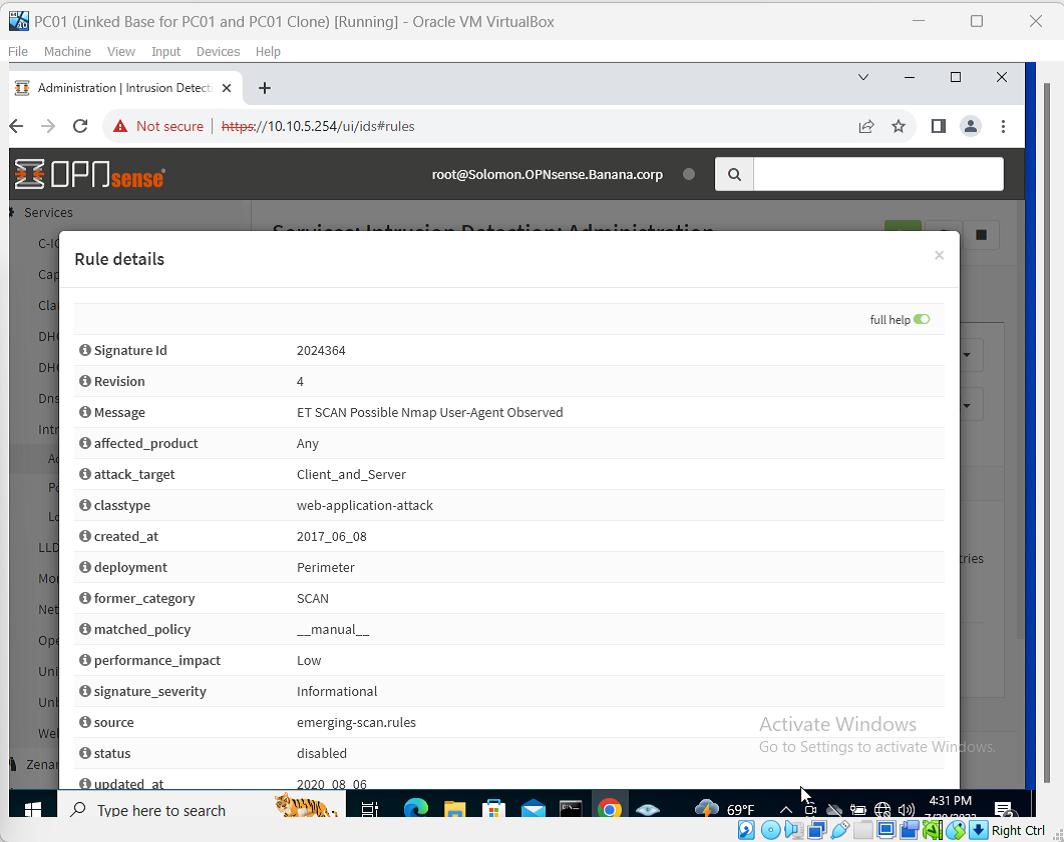 PC01 (Linked Base for PC01 and PC01 Clone) [Running] - Oracle VM VirtualBox
File Machine View Input Devices Help
Administration | Intrusion Detecti
Not secure https://10.10.5.254/ui/ids#rules
OPNsense
root@Solomon.OPNsense.Banana.corp
Services
Services: Intrusion Detection: Administration
Rule details
full help
Signature Id 2024364
Revision 4
Message ET SCAN Possible Nmap User-Agent Observed
affected_product Any
attack_target Client_and_Server
classtype web-application-attack
created_at 2017_06_08
deployment Perimeter
former_category SCAN
matched_policy __manual__
performance_impact Low
signature_severity Informational
source emerging-scan.rules
status disabled
updated_at 2020_08_06
C-IC
Cap
Cla
DHC
DHC
Dns
Intr
Ad
Po
Lo
LLD
Mon
Net
Ope
Uni
Unb
We
Zenar
tries
Activate Windows
Go to Settings to activate Windows.
Type here to search
69°F
4:31 PM
Right Ctrl